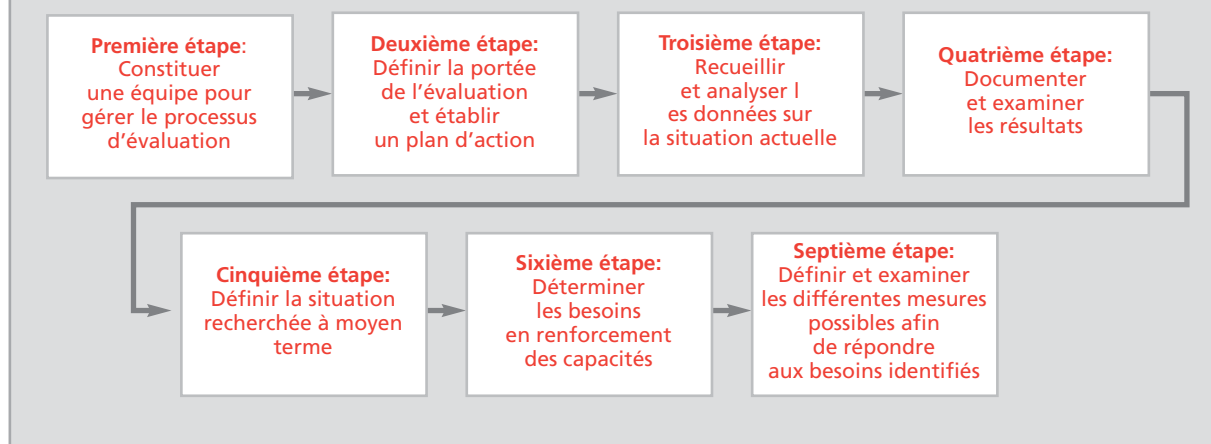 Première étape:
Constituer
une équipe pour
gérer le processus
d’évaluation
Deuxième étape:
Définir la portée
de l’évaluation
et établir
un plan d’action
Troisième étape:
Recueillir
et analyser l
es données sur
la situation actuelle
Quatrième étape:
Documenter
et examiner
les résultats
Cinquième étape:
Définir la situation
recherchée à moyen
terme
Sixième étape:
Déterminer
les besoins
en renforcement
des capacités
Septième étape:
Définir et examiner
les différentes mesures
possibles afin
de répondre
aux besoins identifiés